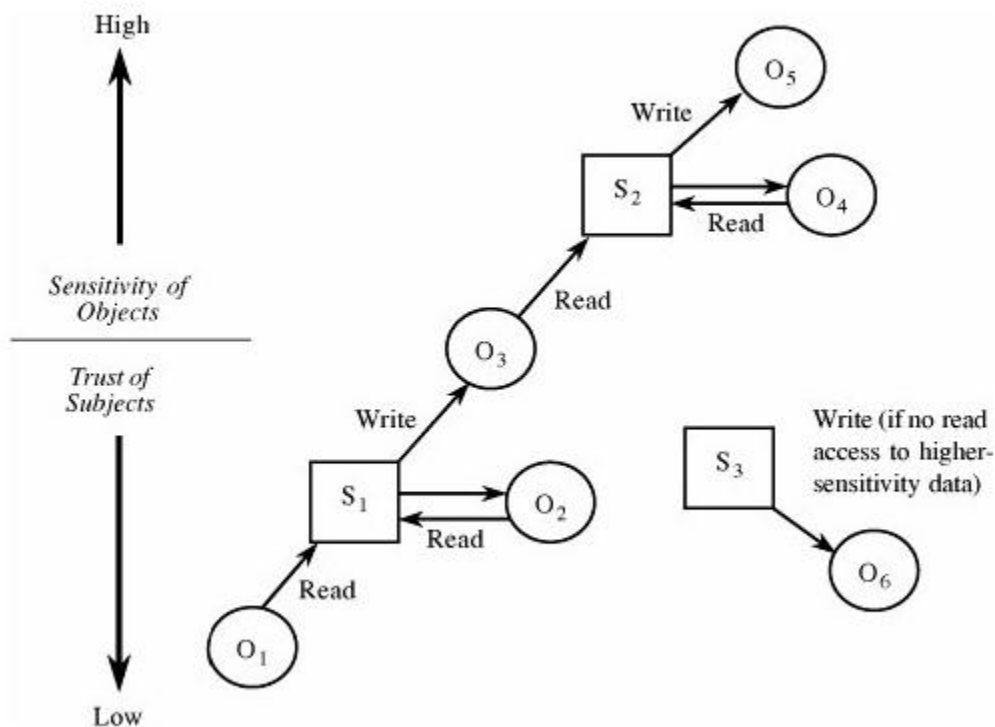 High
O5
Write
S2
O4
Read
Sensitivity of
Objects
Read
O3
Trust of
Subjects
Write
Write (if no read
access to higher-
sensitivity data)
S3
S1
O2
Read
Read
O6
O1
Low